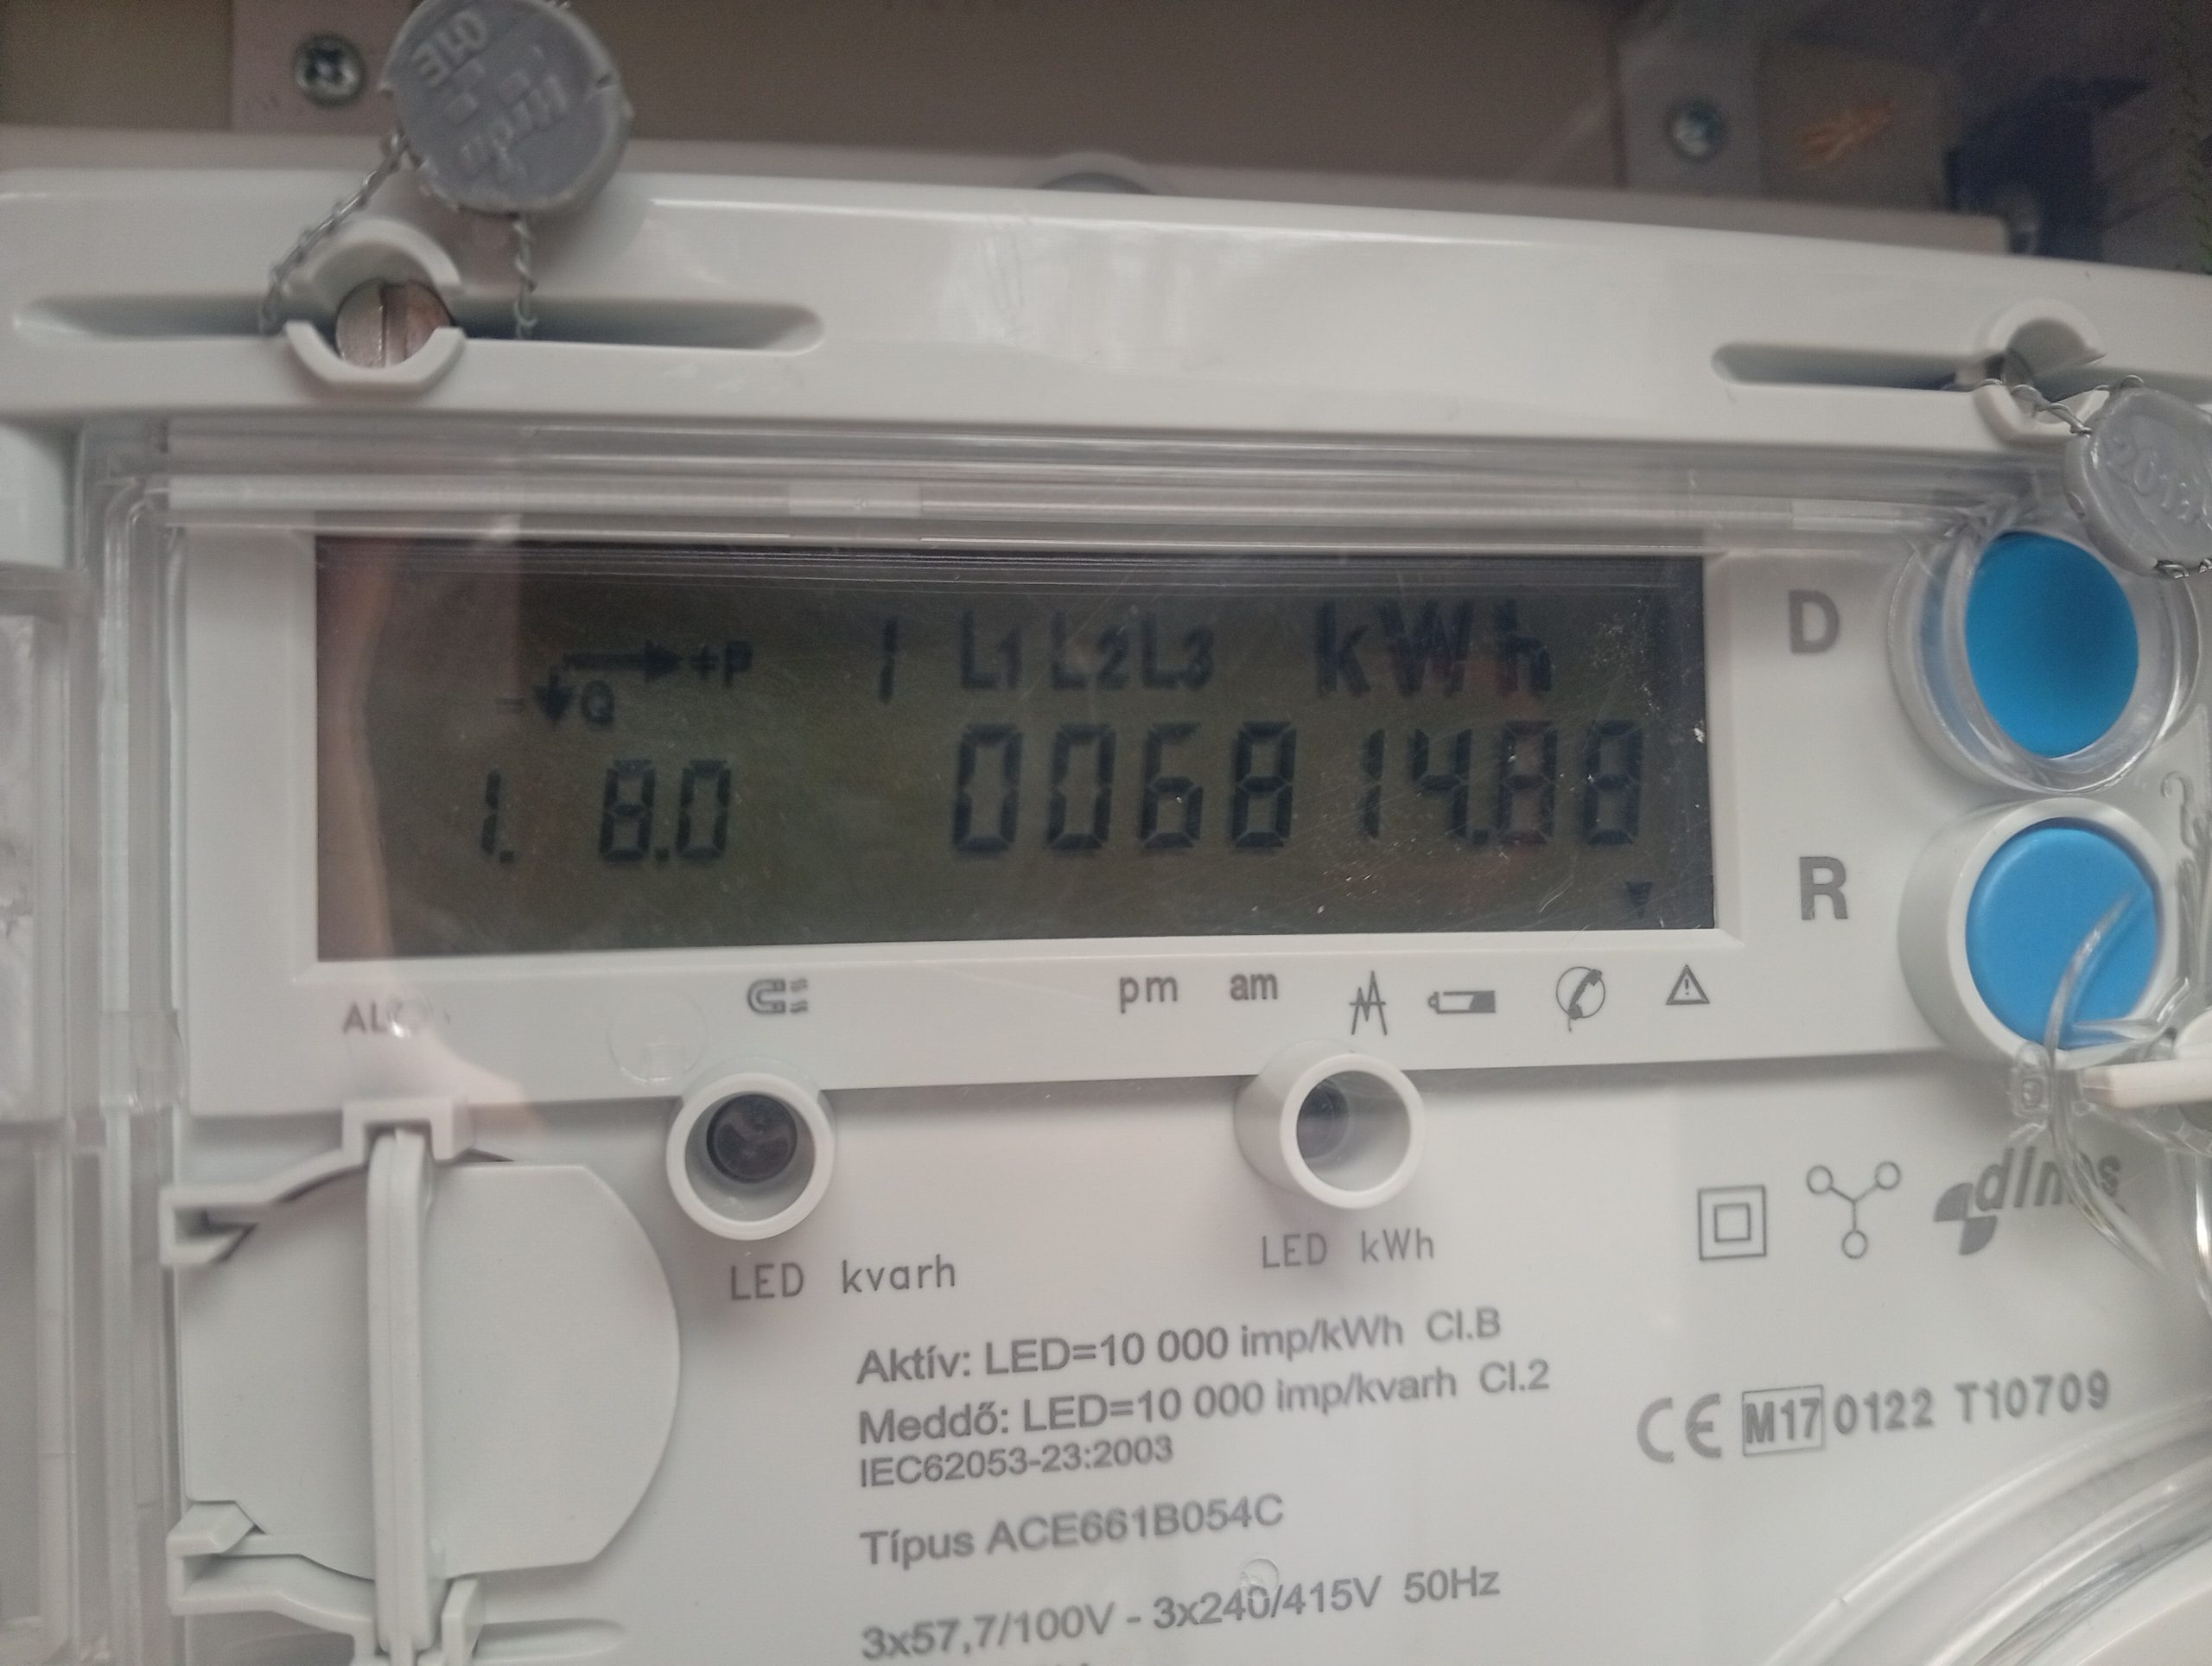 +P 1 L1 L2 L3 kWh
-Q
1. 8.0 006814.88
D
R
pm am
LED kvarh
LED kWh
Aktív: LED=10 000 imp/kWh Cl.B
Meddő: LED=10 000 imp/kvarh Cl.2
IEC62053-23:2003
CE M17 0122 T10709
Típus ACE661B054C
3x57,7/100V - 3x240/415V 50Hz